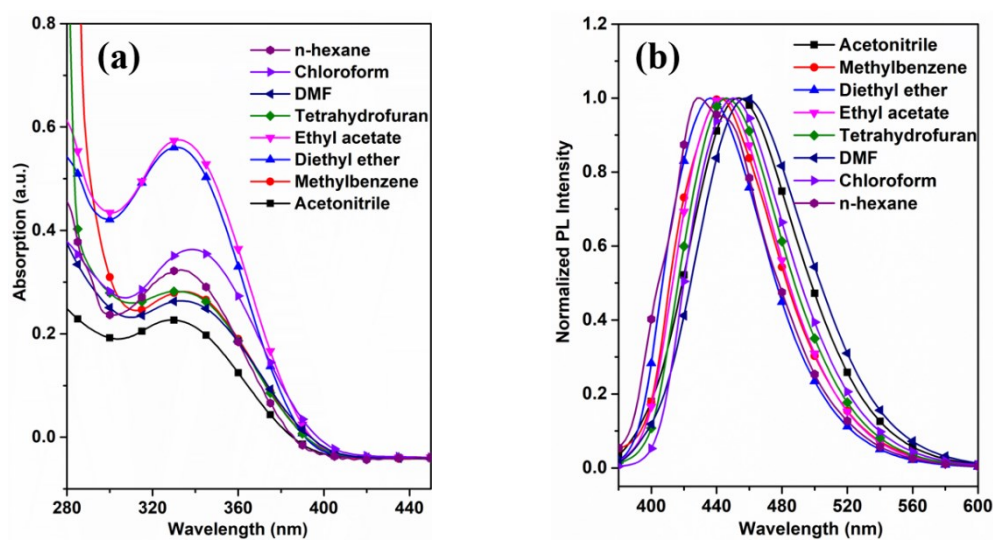 (a)
n-hexane
Chloroform
DMF
Tetrahydrofuran
Ethyl acetate
Diethyl ether
Methylbenzene
Acetonitrile
0.8
0.6
0.4
0.2
0.0
Absorption (a.u.)
280 320 360 400 440
Wavelength (nm)
(b)
Acetonitrile
Methylbenzene
Diethyl ether
Ethyl acetate
Tetrahydrofuran
DMF
Chloroform
n-hexane
1.2
1.0
0.8
0.6
0.4
0.2
0.0
Normalized PL Intensity
400 440 480 520 560 600
Wavelength (nm)